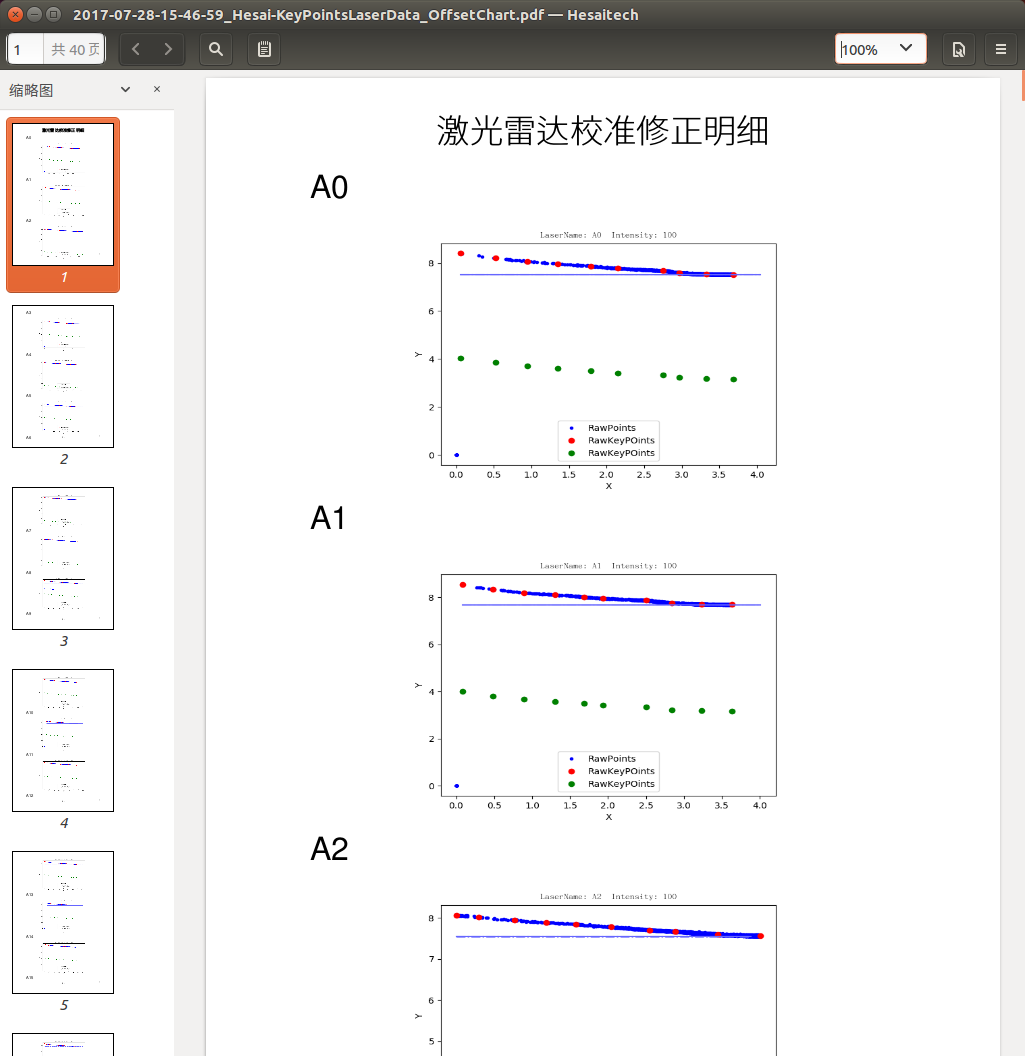 2017-07-28-15-46-59_Hesai-KeyPointsLaserData_OffsetChart.pdf — Hesaitech
1 共 40 页
100%
缩略图
1
2
3
4
5
激光雷达校准修正明细
A0
LaserName: A0 Intensity: 100
8
6
4
2
0
Y
RawPoints
RawKeyPOints
RawKeyPOints
0.0 0.5 1.0 1.5 2.0 2.5 3.0 3.5 4.0
X
A1
LaserName: A1 Intensity: 100
8
6
4
2
0
Y
RawPoints
RawKeyPOints
RawKeyPOints
0.0 0.5 1.0 1.5 2.0 2.5 3.0 3.5 4.0
X
A2
LaserName: A2 Intensity: 100
8
7
6
5
Y